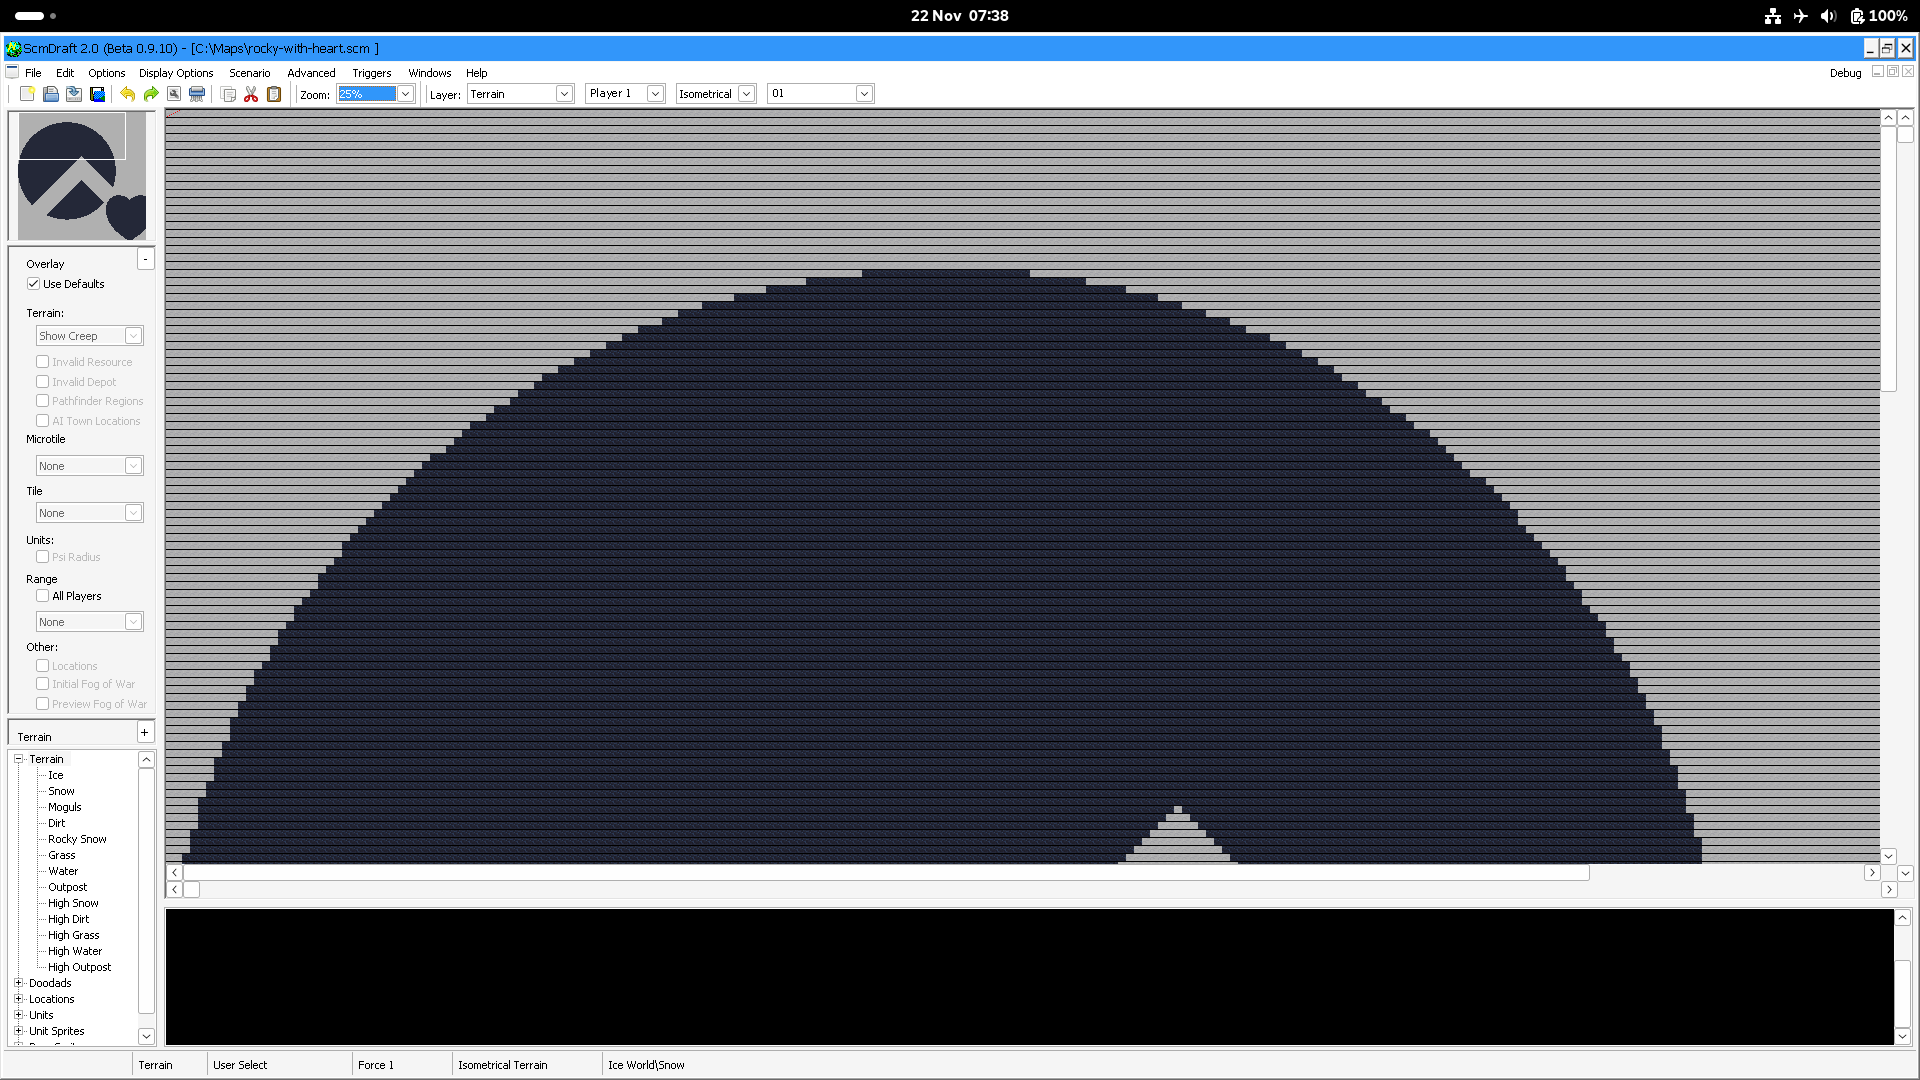 22 Nov 07:38
100%
ScmDraft 2.0 (Beta 0.9.10) - [C:\Maps\rocky-with-heart.scm ]
File Edit Options Display Options Scenario Advanced Triggers Windows Help Debug
Zoom: 25% Layer: Terrain Player 1 Isometrical 01
Overlay
-
Use Defaults
Terrain:
Show Creep
Invalid Resource
Invalid Depot
Pathfinder Regions
AI Town Locations
Microtile
None
Tile
None
Units:
Psi Radius
Range
All Players
None
Other:
Locations
Initial Fog of War
Preview Fog of War
Terrain
+
Terrain
Ice
Snow
Moguls
Dirt
Rocky Snow
Grass
Water
Outpost
High Snow
High Dirt
High Grass
High Water
High Outpost
Doodads
Locations
Units
Unit Sprites
Terrain User Select Force 1 Isometrical Terrain Ice World\Snow